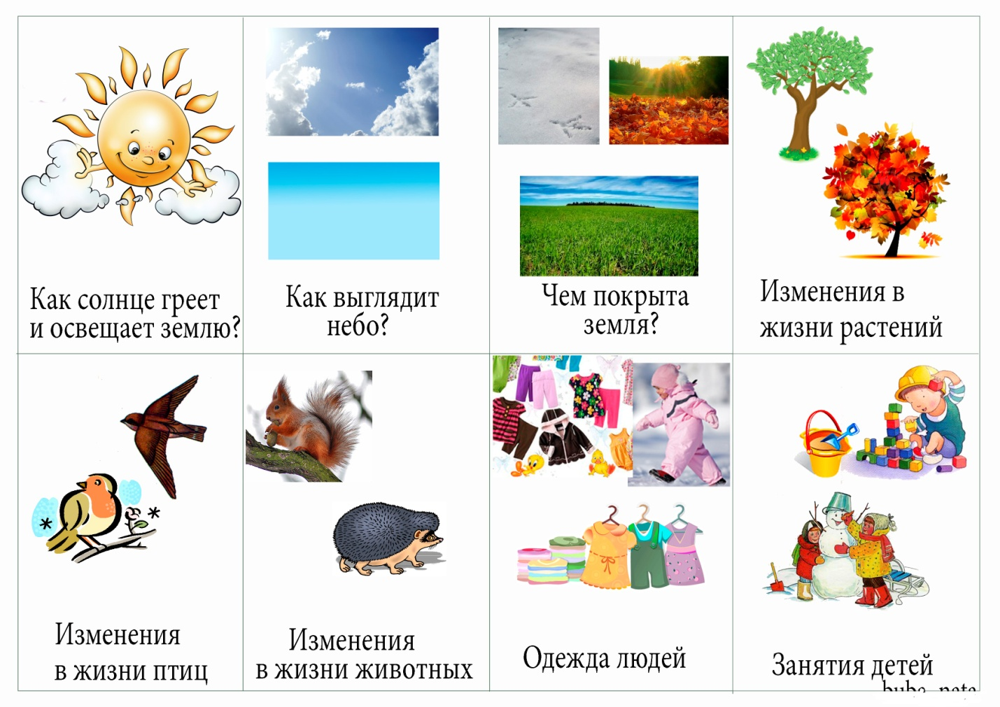 Как солнце греет
и освещает землю?
Как выглядит
небо?
Чем покрыта
земля?
Изменения в
жизни растений
Изменения
в жизни птиц
Изменения
в жизни животных
Одежда людей
Занятия детей